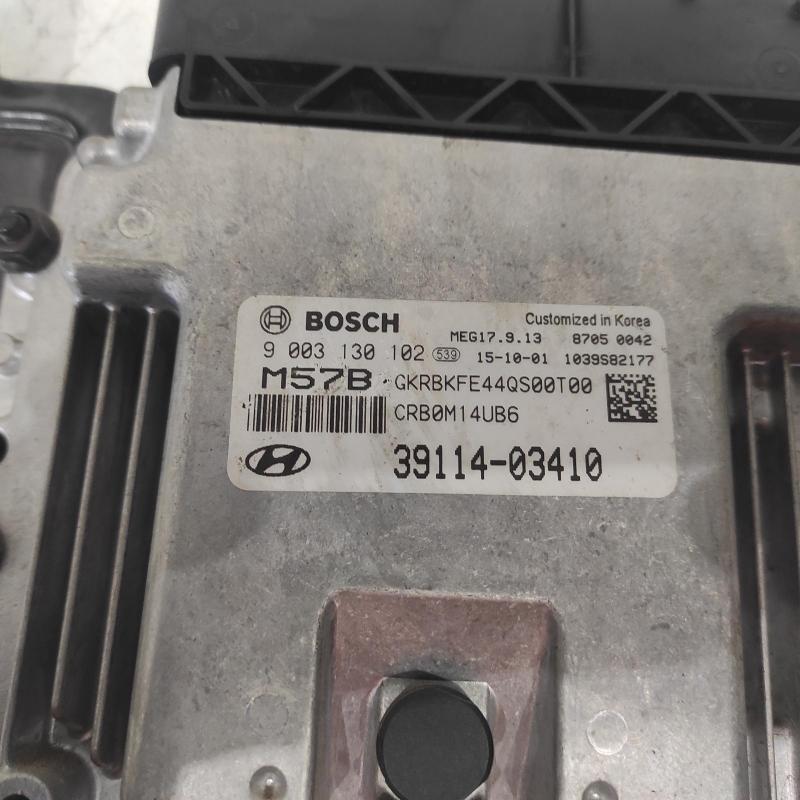 BOSCH Customized in Korea
MEG17.9.13 8705 0042
9 003 130 102 539 15-10-01 1039S82177
M57B GKRBKFE44QS00T00
CRB0M14UB6
39114-03410